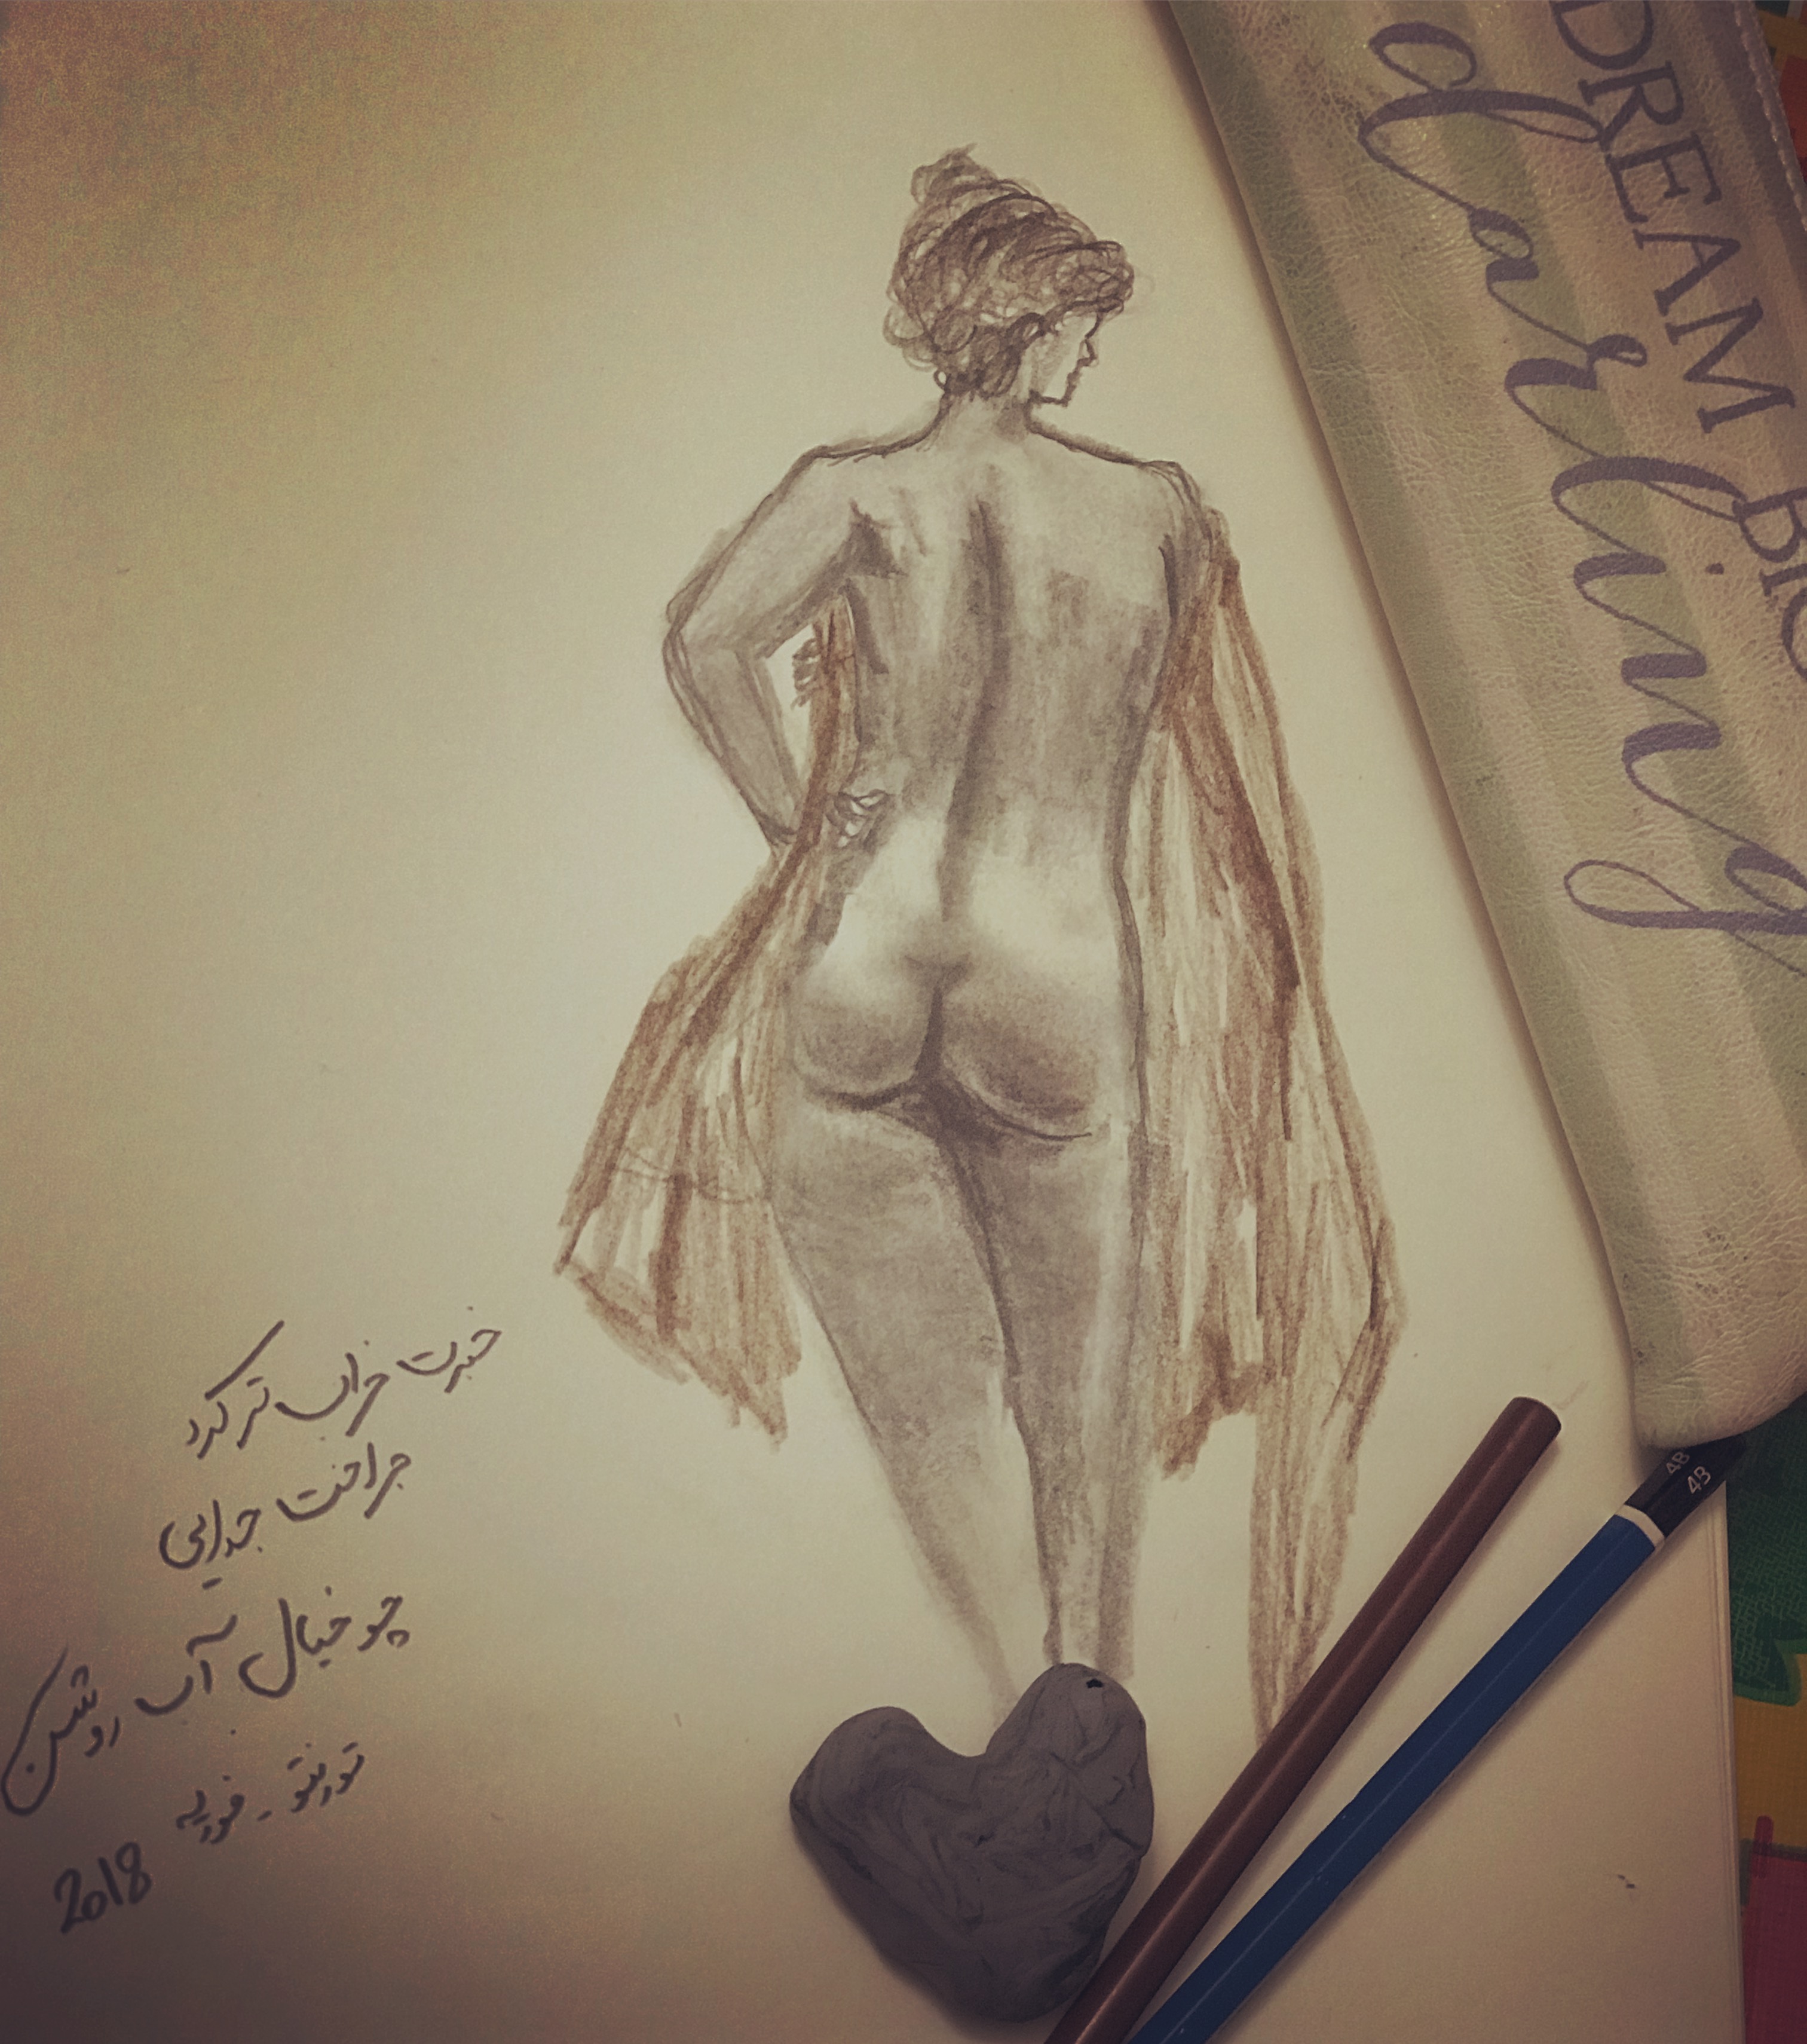 خبرت خراب تر کرد
جراحت جدایی
چو خیال آب روشن
تورنتو - فوریه
2018
DREAM BIG
darling
4B
4B